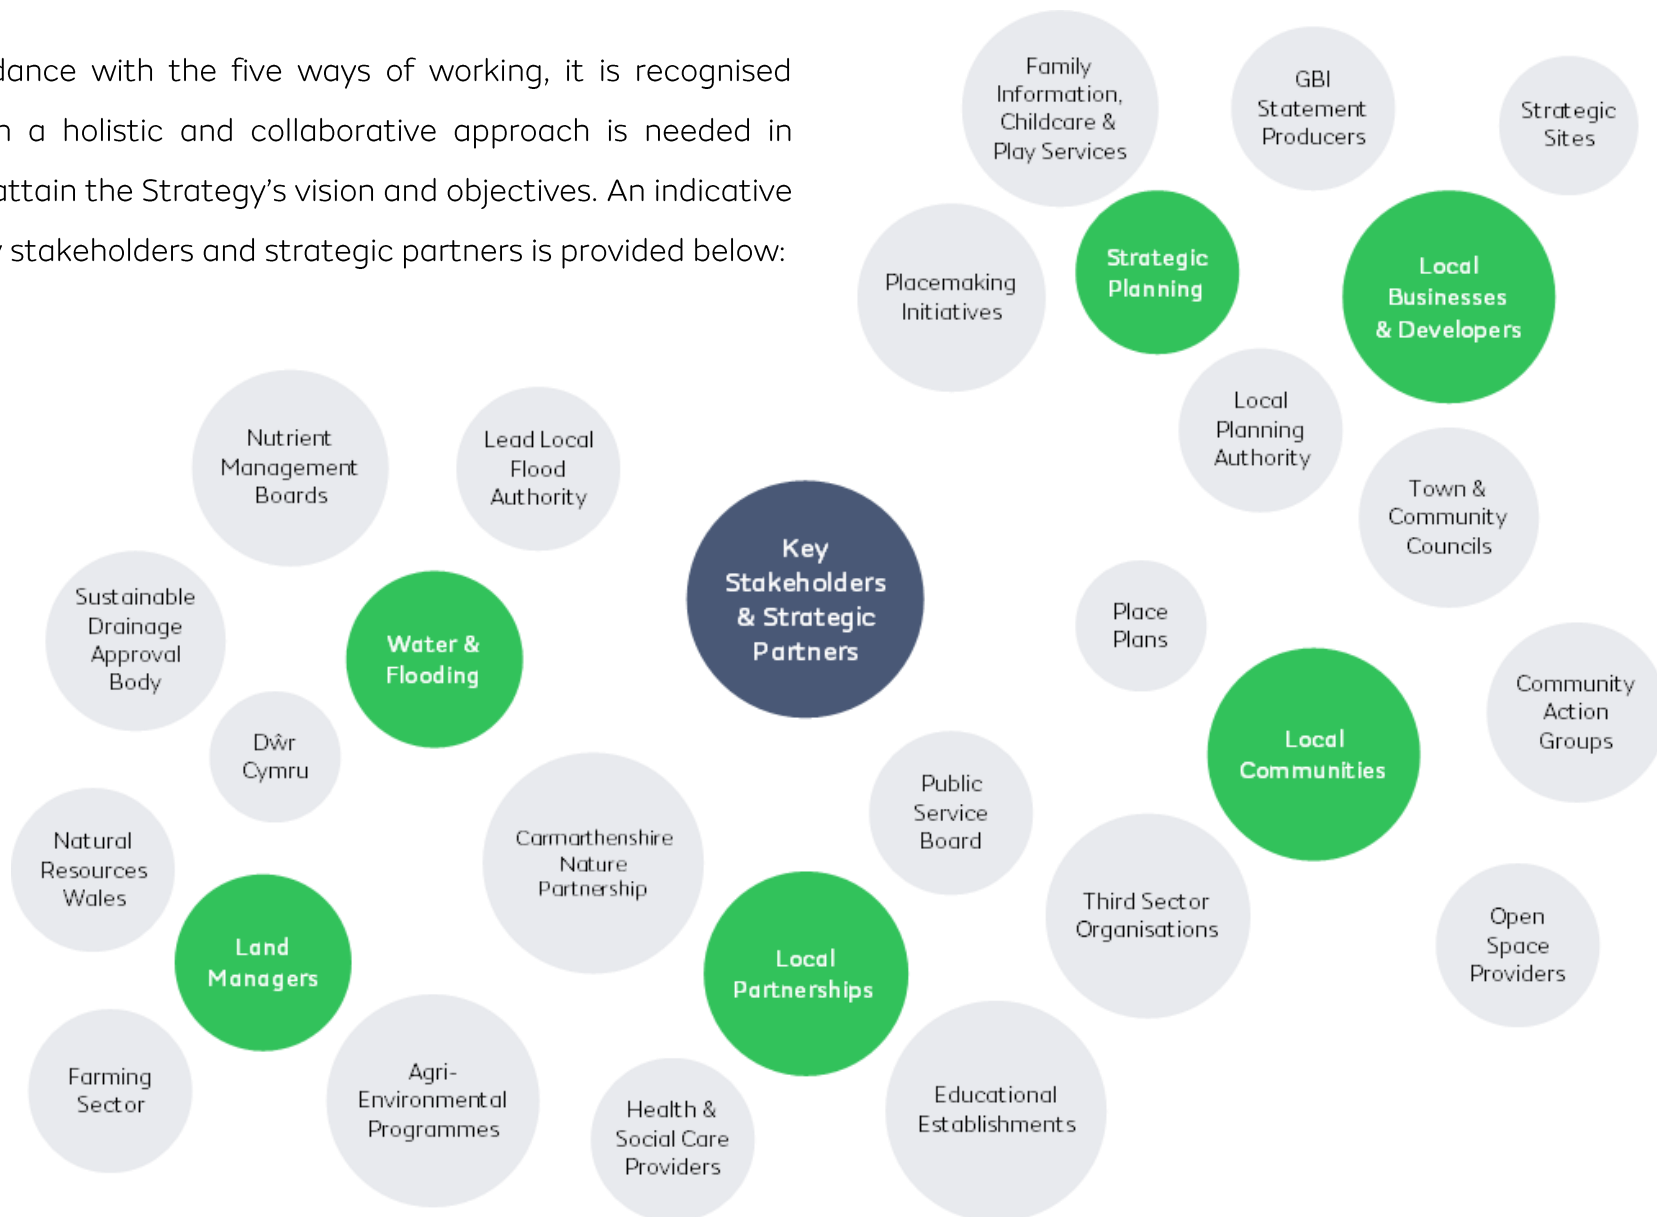 dance with the five ways of working, it is recognised
a holistic and collaborative approach is needed in
attain the Strategy's vision and objectives. An indicative
stakeholders and strategic partners is provided below:
Family
Information,
Childcare &
Play Services
GBI
Statement
Producers
Strategic
Sites
Placemaking
Initiatives
Strategic
Planning
Local
Businesses
& Developers
Local
Planning
Authority
Town &
Community
Councils
Nutrient
Management
Boards
Lead Local
Flood
Authority
Key
Stakeholders
& Strategic
Partners
Sustainable
Drainage
Approval
Body
Water &
Flooding
Place
Plans
Local
Communities
Community
Action
Groups
Dŵr
Cymru
Natural
Resources
Wales
Carmarthenshire
Nature
Partnership
Public
Service
Board
Third Sector
Organisations
Open
Space
Providers
Land
Managers
Local
Partnerships
Farming
Sector
Agri-
Environmental
Programmes
Health &
Social Care
Providers
Educational
Establishments